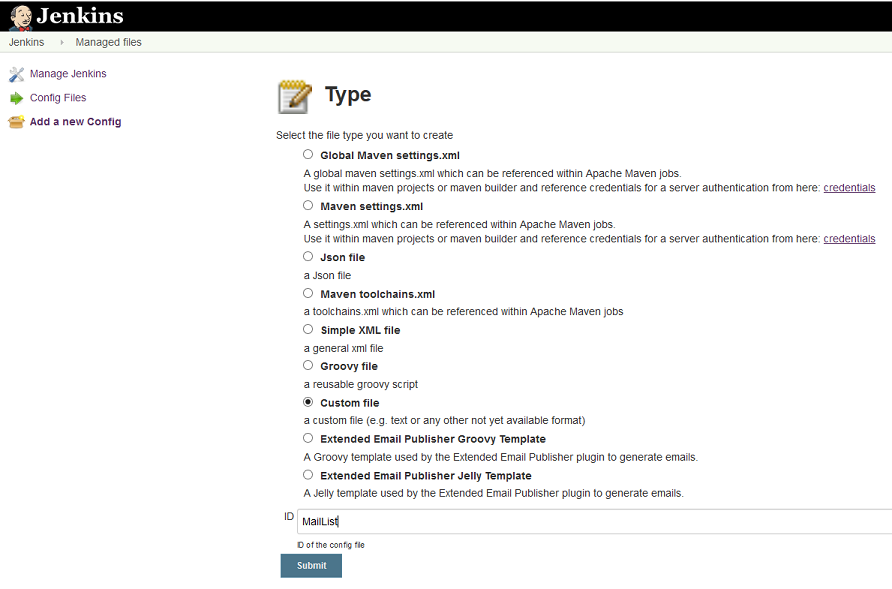 Jenkins
Jenkins Managed files
Manage Jenkins
Config Files
Add a new Config
Type
Select the file type you want to create
Global Maven settings.xml
A global maven settings.xml which can be referenced within Apache Maven jobs.
Use it within maven projects or maven builder and reference credentials for a server authentication from here: credentials
Maven settings.xml
A settings.xml which can be referenced within Apache Maven jobs.
Use it within maven projects or maven builder and reference credentials for a server authentication from here: credentials
Json file
a Json file
Maven toolchains.xml
a toolchains.xml which can be referenced within Apache Maven jobs
Simple XML file
a general xml file
Groovy file
a reusable groovy script
Custom file
a custom file (e.g. text or any other not yet available format)
Extended Email Publisher Groovy Template
A Groovy template used by the Extended Email Publisher plugin to generate emails.
Extended Email Publisher Jelly Template
A Jelly template used by the Extended Email Publisher plugin to generate emails.
ID MailList
ID of the config file
Submit